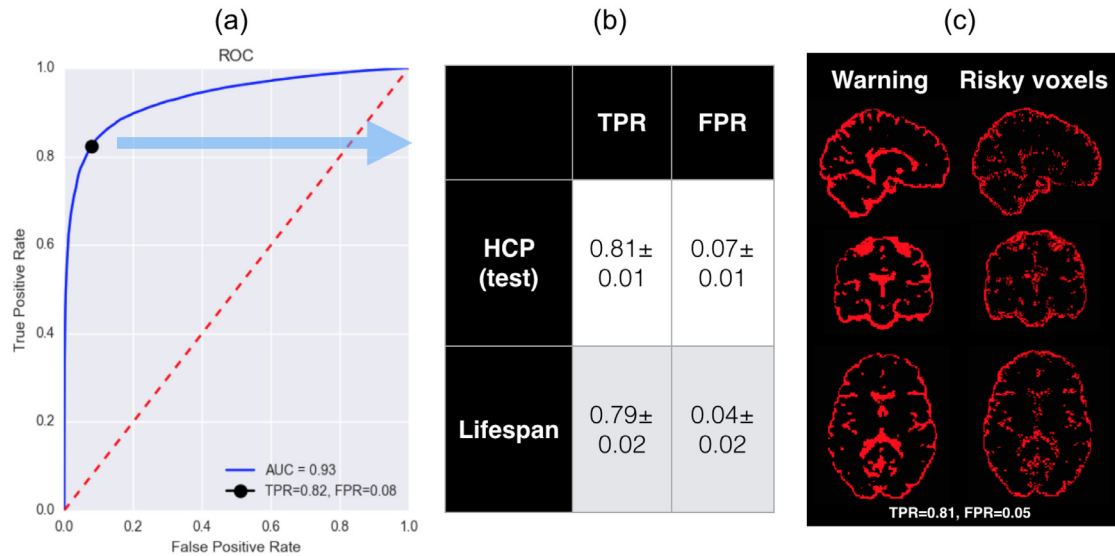 (a)
ROC
1.0
0.8
0.6
0.4
0.2
0.0
True Positive Rate
0.0 0.2 0.4 0.6 0.8 1.0
False Positive Rate
AUC = 0.93
TPR=0.82, FPR=0.08
(b)
TPR FPR
HCP
(test)
0.81±
0.01
0.07±
0.01
Lifespan
0.79±
0.02
0.04±
0.02
(c)
Warning Risky voxels
TPR=0.81, FPR=0.05